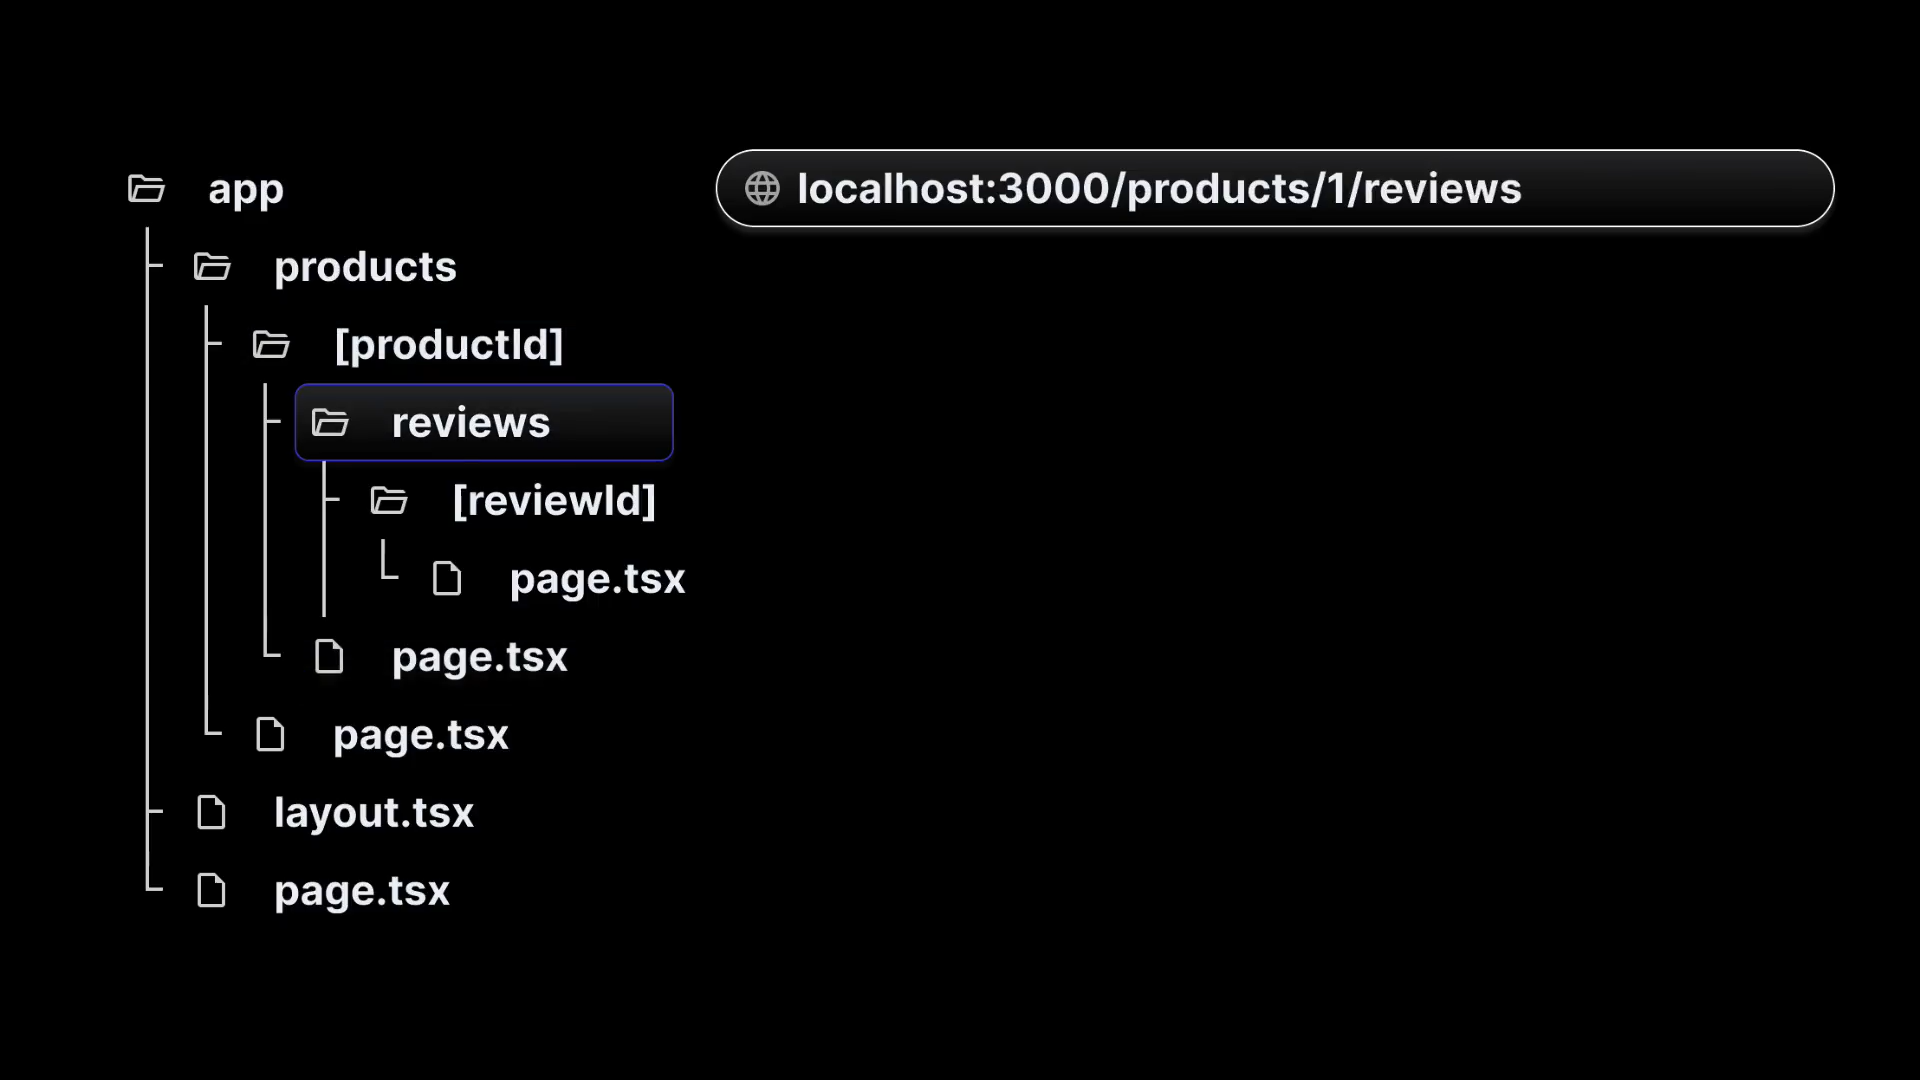 app
localhost:3000/products/1/reviews
products
[productId]
reviews
[reviewId]
page.tsx
page.tsx
page.tsx
layout.tsx
page.tsx